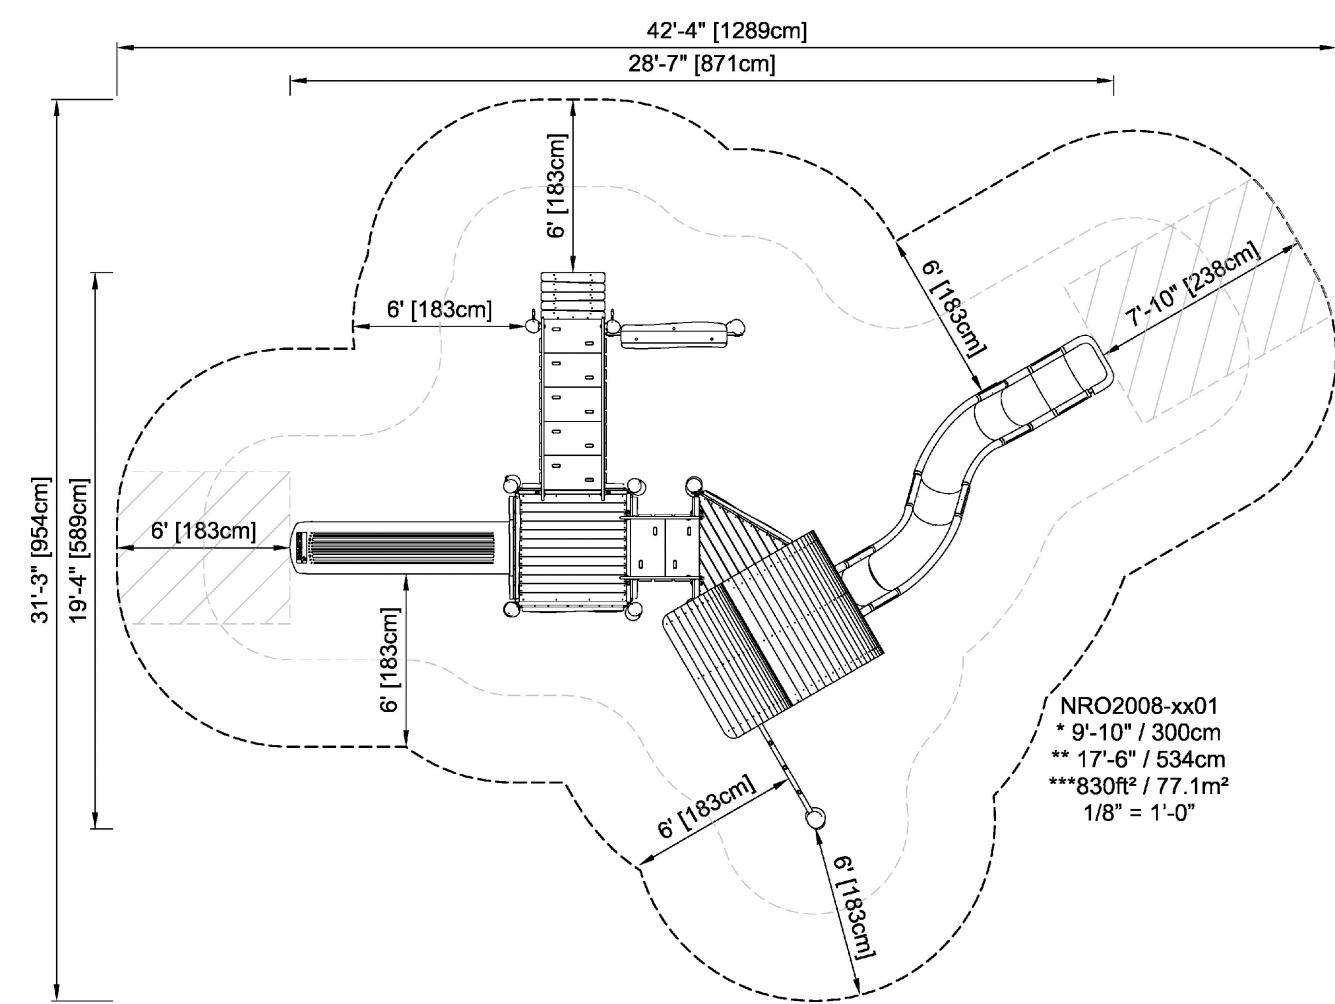 42'-4" [1289cm]
28'-7" [871cm]
6' [183cm]
6' [183cm]
6' [183cm]
7'-10" [238cm]
31'-3" [954cm]
19'-4" [589cm]
6' [183cm]
6' [183cm]
6' [183cm]
6' [183cm]
NRO2008-xx01
* 9'-10" / 300cm
** 17'-6" / 534cm
***830ft² / 77.1m²
1/8” = 1’-0”